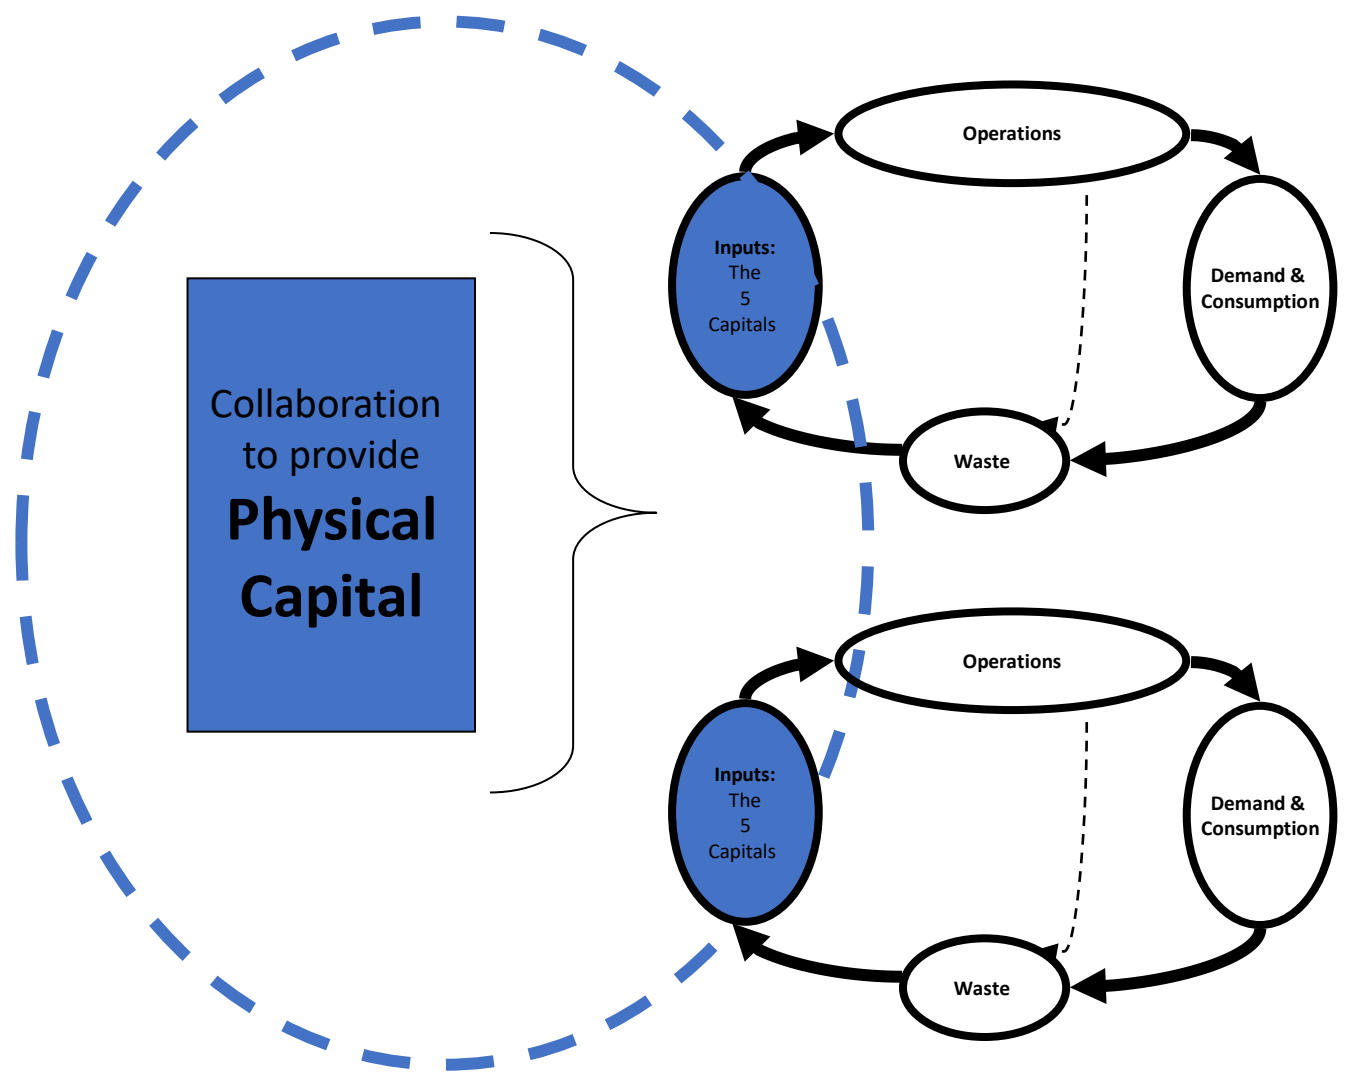 Collaboration
to provide
Physical
Capital
Operations
Inputs:
The
5
Capitals
Demand &
Consumption
Waste
Operations
Inputs:
The
5
Capitals
Demand &
Consumption
Waste